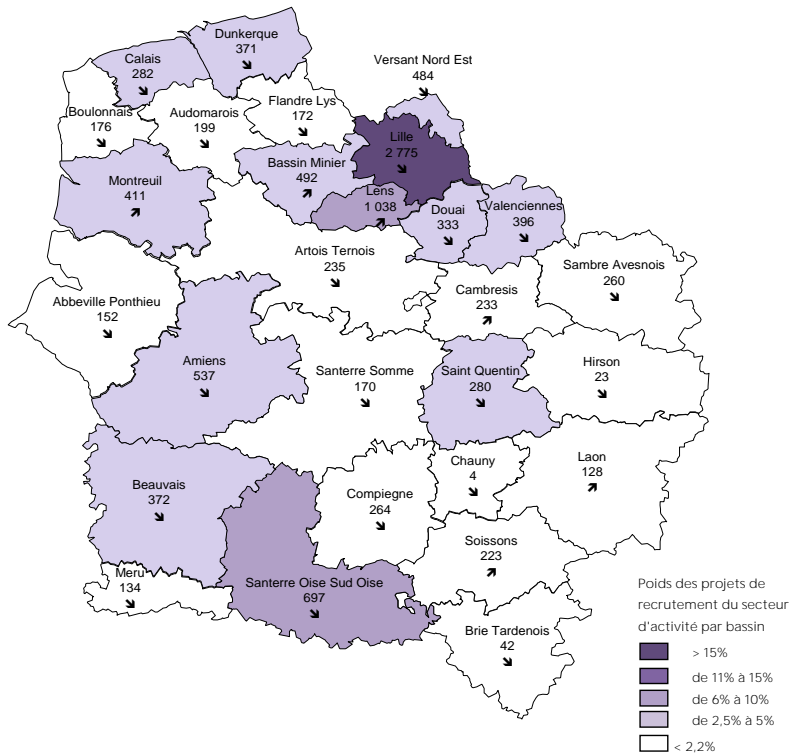 Dunkerque
371
Calais
282
Versant Nord Est
484
Boulonnais
176
Audomarois
199
Flandre Lys
172
Lille
2 775
Bassin Minier
492
Montreuil
411
Lens
1 038
Douai
333
Valenciennes
396
Artois Ternois
235
Sambre Avesnois
260
Cambresis
233
Abbeville Ponthieu
152
Amiens
537
Santerre Somme
170
Saint Quentin
280
Hirson
23
Chauny
4
Laon
128
Beauvais
372
Compiegne
264
Soissons
223
Meru
134
Santerre Oise Sud Oise
697
Brie Tardenois
42
Poids des projets de
recrutement du secteur
d'activité par bassin
> 15%
de 11% à 15%
de 6% à 10%
de 2,5% à 5%
< 2,2%